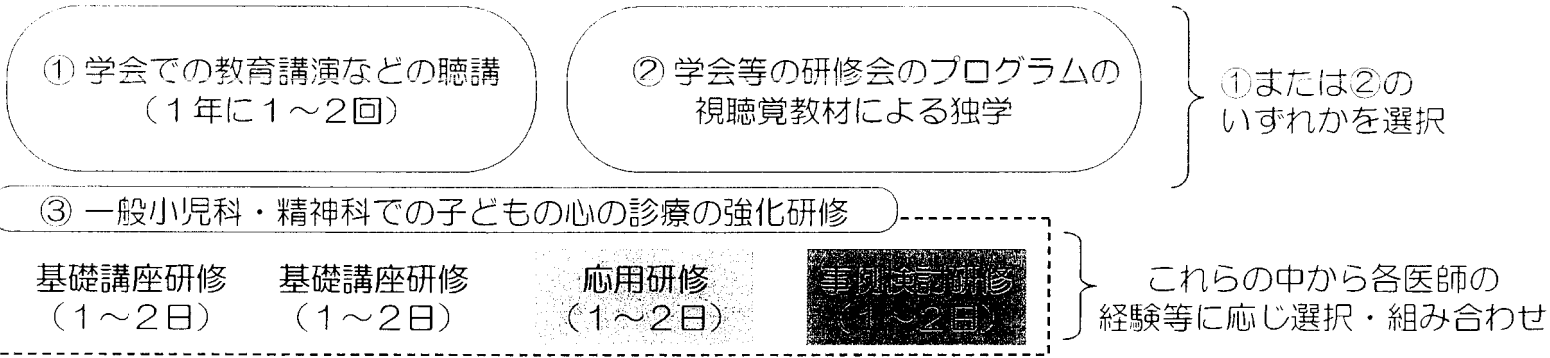 ① 学会での教育講演などの聴講
（１年に１～２回）
② 学会等の研修会のプログラムの
視聴覚教材による独学
①または②の
いずれかを選択
③ 一般小児科・精神科での子どもの心の診療の強化研修
基礎講座研修
（１～２日）
基礎講座研修
（１～２日）
応用研修
（１～２日）
事例検討研修
（１～２日）
これらの中から各医師の
経験等に応じ選択・組み合わせ